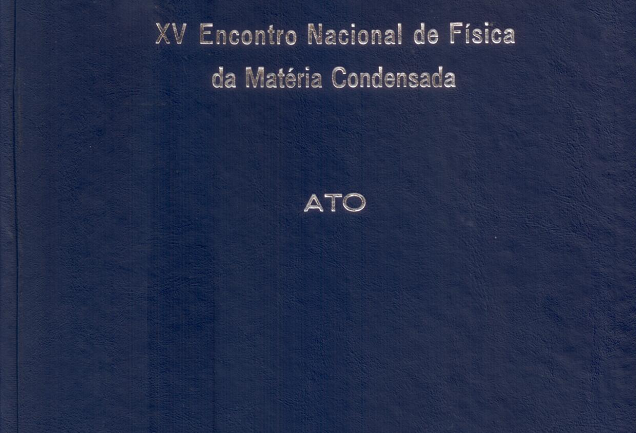 XV Encontro Nacional de Física
da Matéria Condensada
ATO